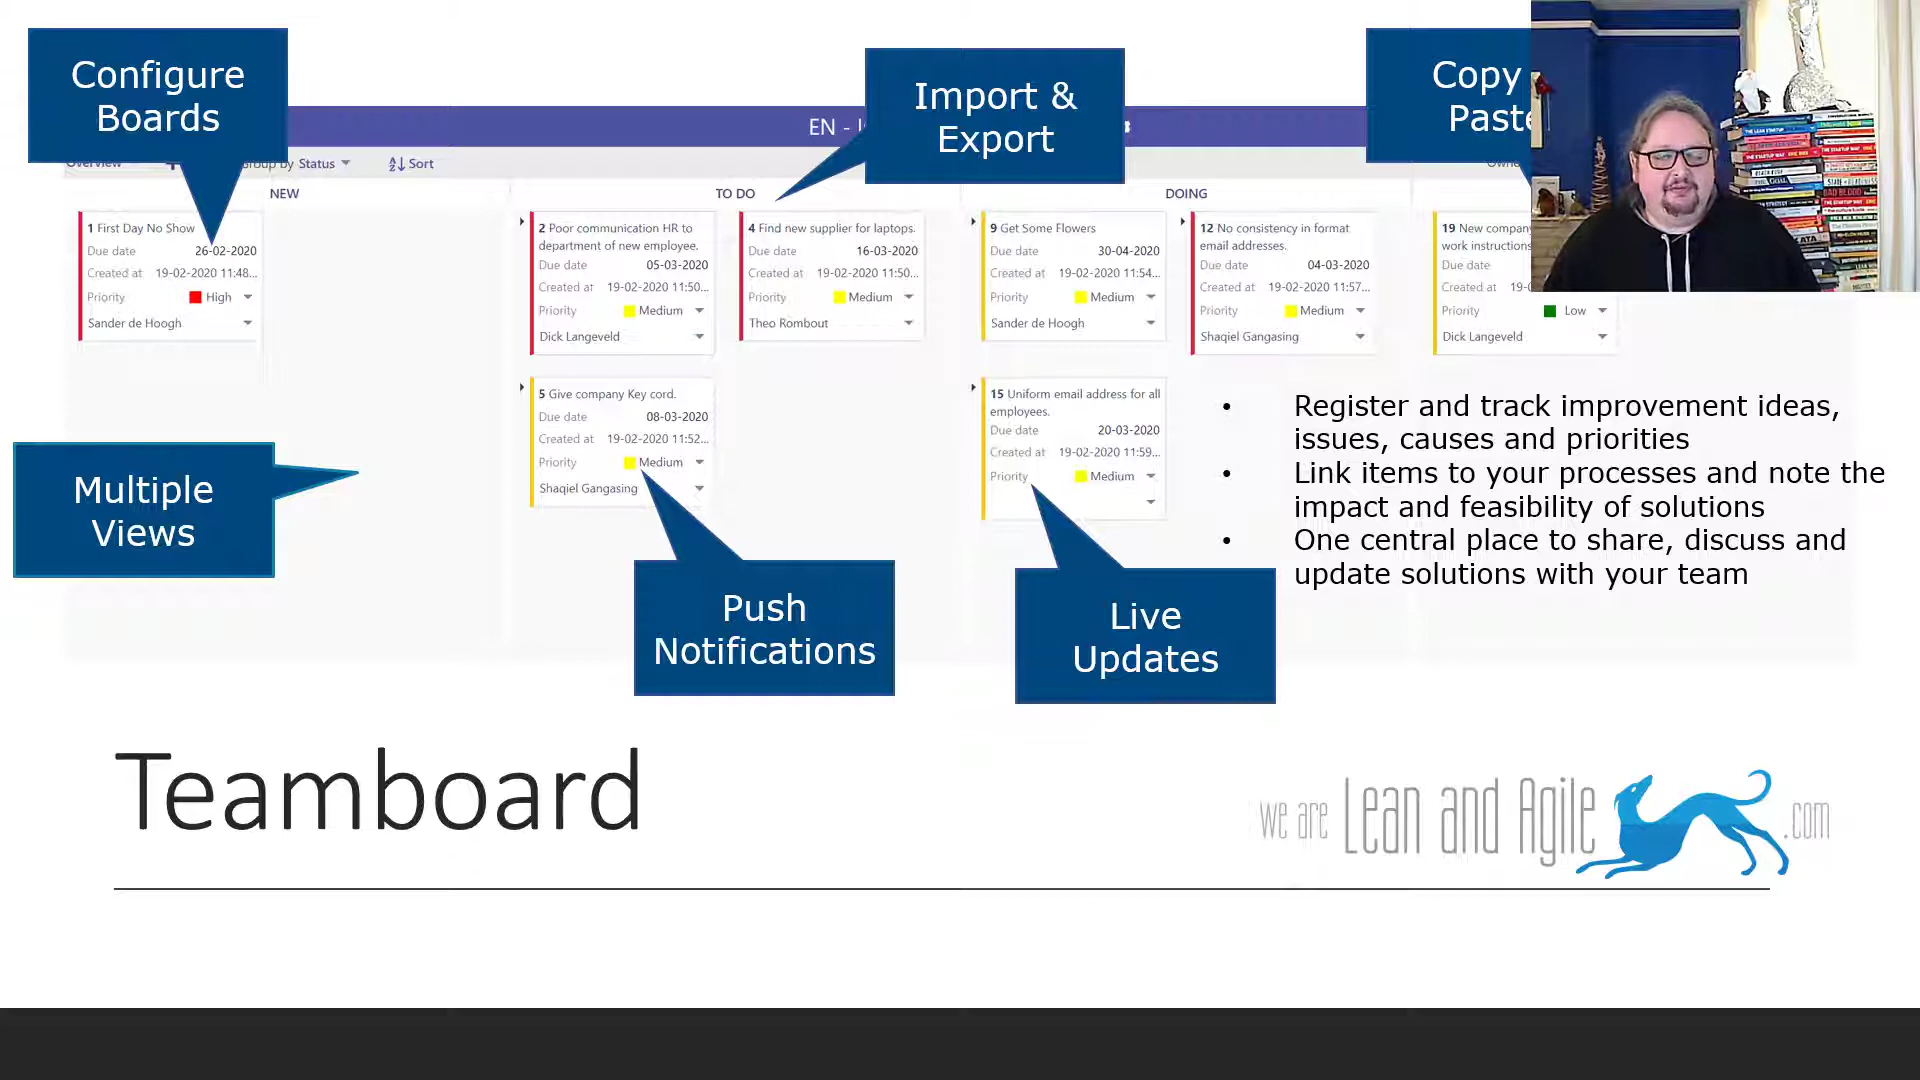 Configure
Boards
Import &
Export
Copy
Paste
EN -
Group by Status
Sort
NEW
TO DO
DOING
1 First Day No Show
Due date 26-02-2020
Created at 19-02-2020 11:48...
Priority High
Sander de Hoogh
2 Poor communication HR to
department of new employee.
Due date 05-03-2020
Created at 19-02-2020 11:50...
Priority Medium
Dick Langeveld
4 Find new supplier for laptops.
Due date 16-03-2020
Created at 19-02-2020 11:50...
Priority Medium
Theo Rombout
5 Give company Key cord.
Due date 08-03-2020
Created at 19-02-2020 11:52...
Priority Medium
Shaqiel Gangasing
9 Get Some Flowers
Due date 30-04-2020
Created at 19-02-2020 11:54...
Priority Medium
Sander de Hoogh
12 No consistency in format
email addresses.
Due date 04-03-2020
Created at 19-02-2020 11:57...
Priority Medium
Shaqiel Gangasing
15 Uniform email address for all
employees.
Due date 20-03-2020
Created at 19-02-2020 11:59...
Priority Medium
19 New company
work instructions
Due date
Created at
Priority Low
Dick Langeveld
Multiple
Views
Push
Notifications
Live
Updates
• Register and track improvement ideas,
issues, causes and priorities
• Link items to your processes and note the
impact and feasibility of solutions
• One central place to share, discuss and
update solutions with your team
Teamboard
we are Lean and Agile .com